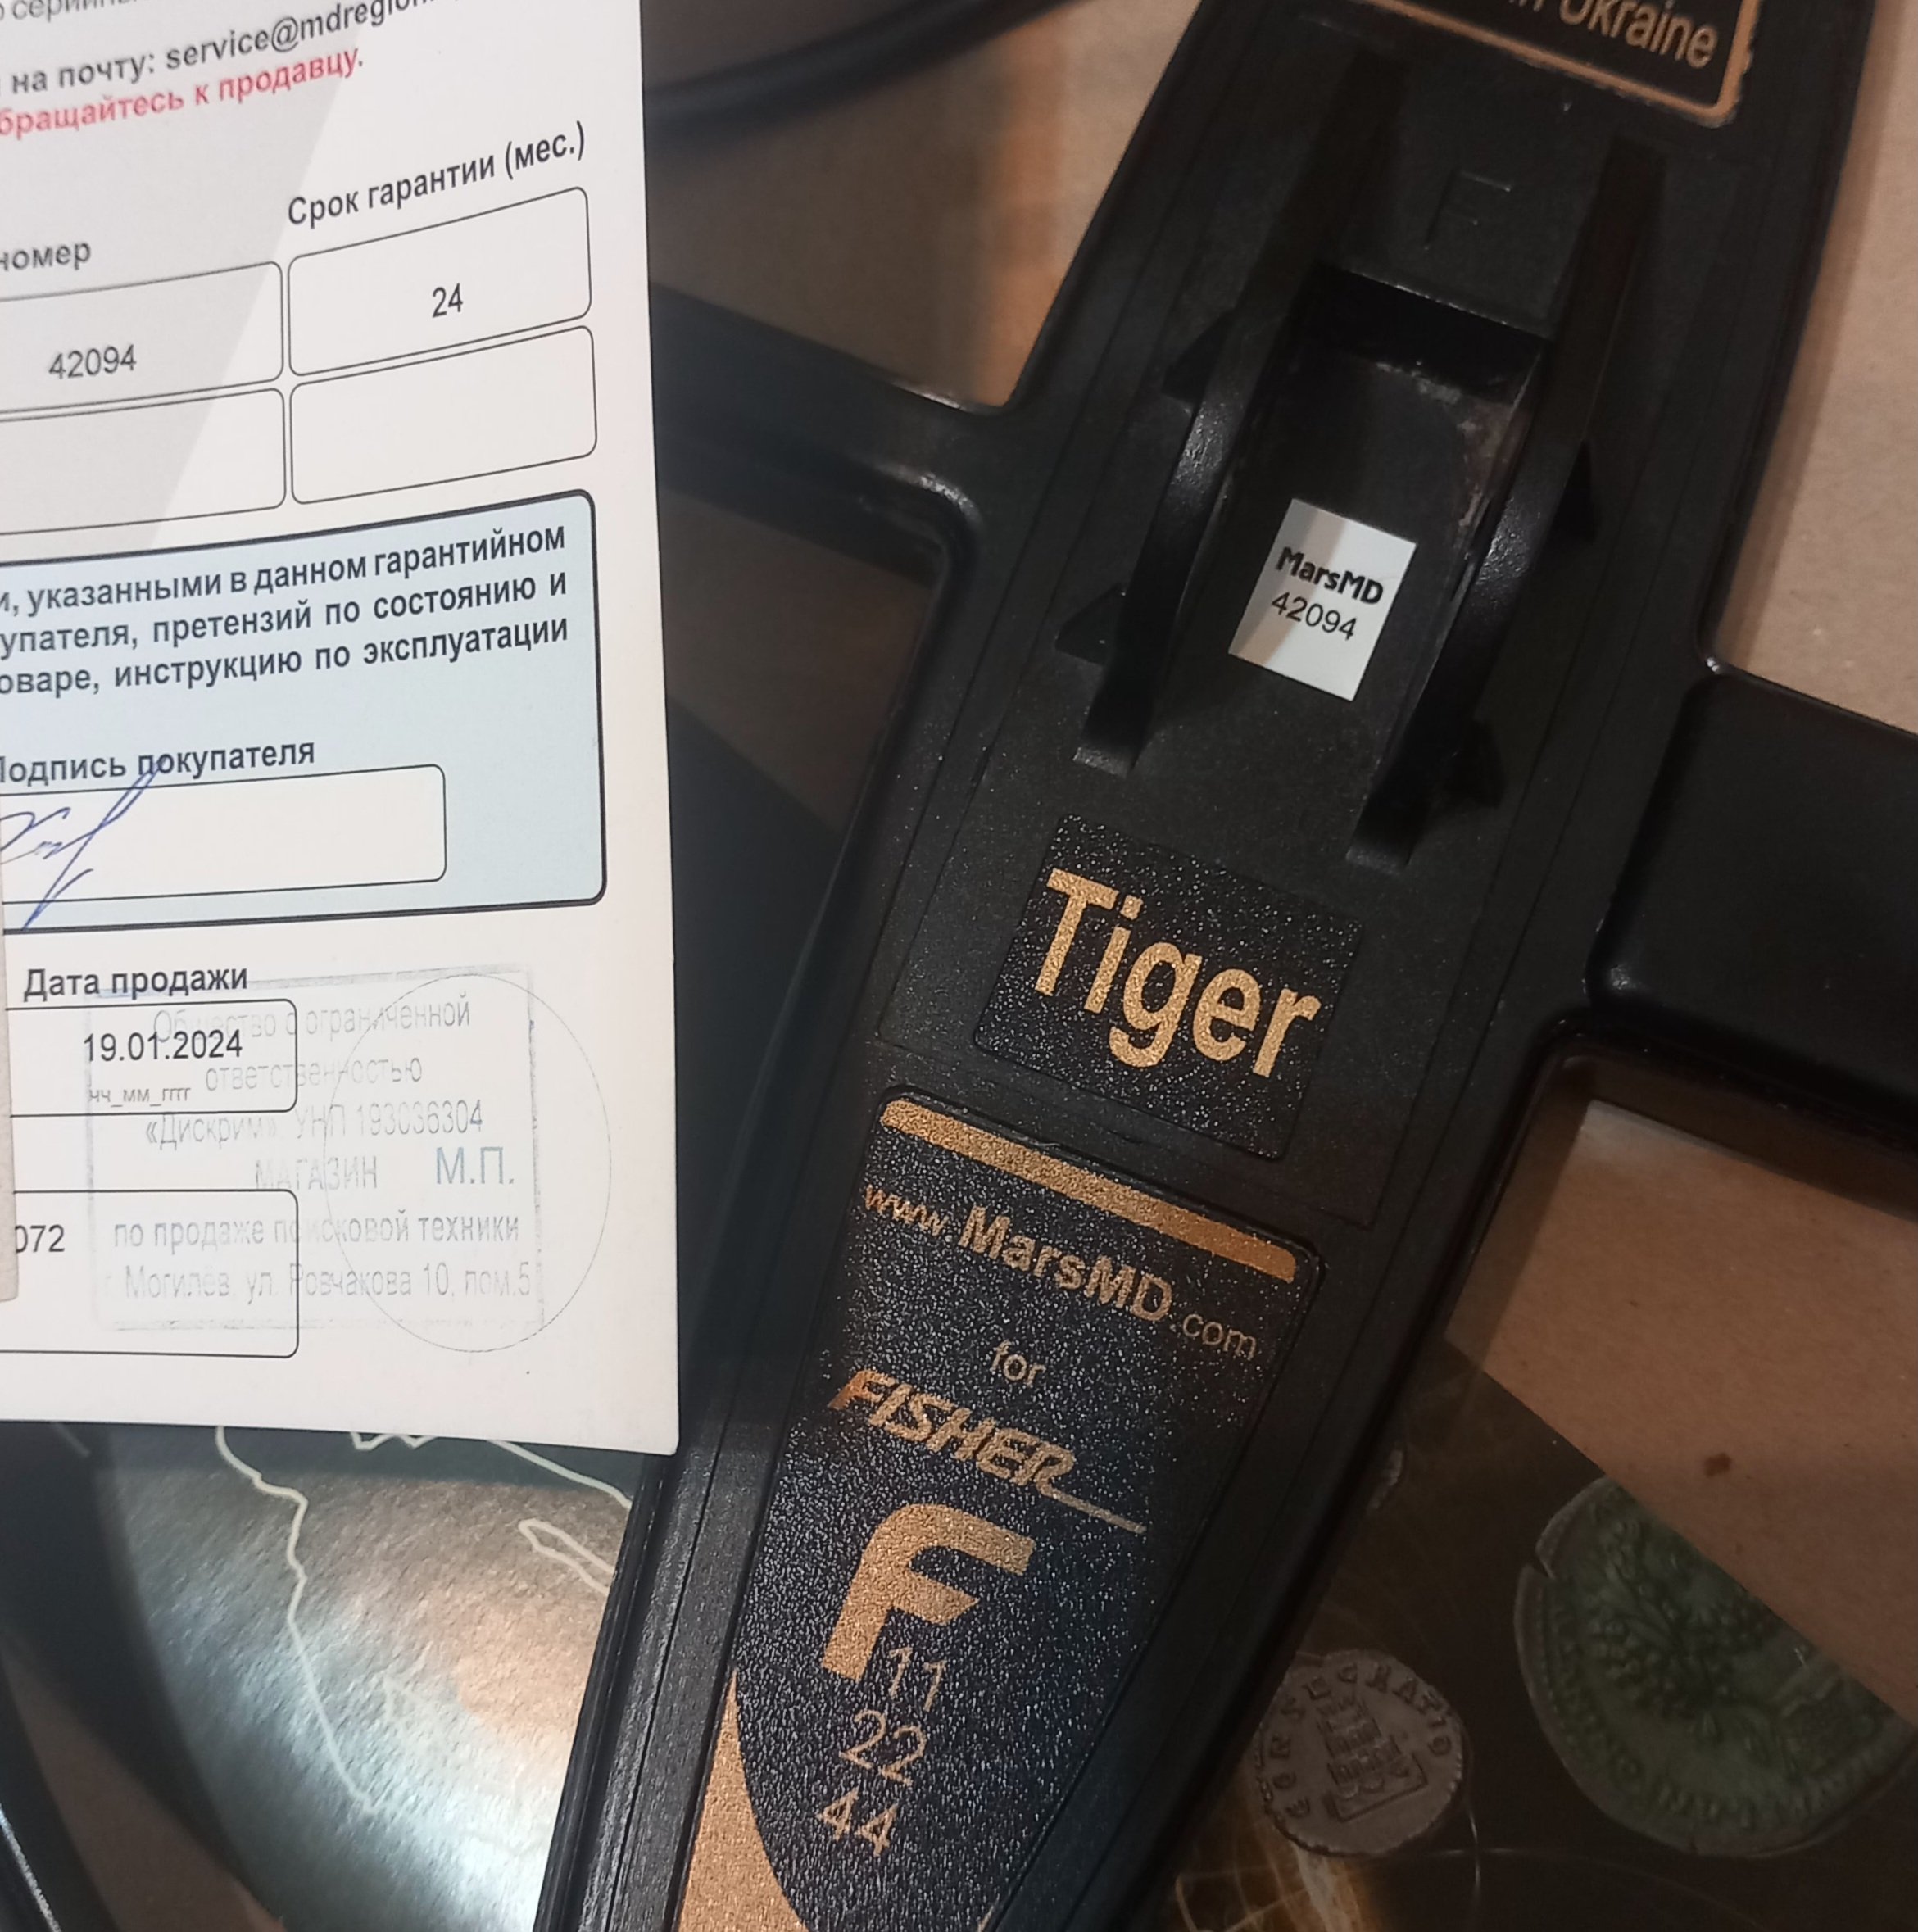 на почту: service@mdregion.
бращайтесь к продавцу.
номер
Срок гарантии (мес.)
42094
24
и, указанными в данном гарантийном
упателя, претензий по состоянию и
оваре, инструкцию по эксплуатации
Подпись покупателя
Дата продажи
19.01.2024
чч_мм_гггг
Общество с ограниченной
ответственностью
«Дискрим» УНП 193036304
МАГАЗИН М.П.
072
по продаже поисковой техники
г. Могилёв, ул. Ровчакова 10, пом.5
Ukraine
MarsMD
42094
Tiger
www.MarsMD.com
for
FISHER
F
11
22
44
CONSECRATIO